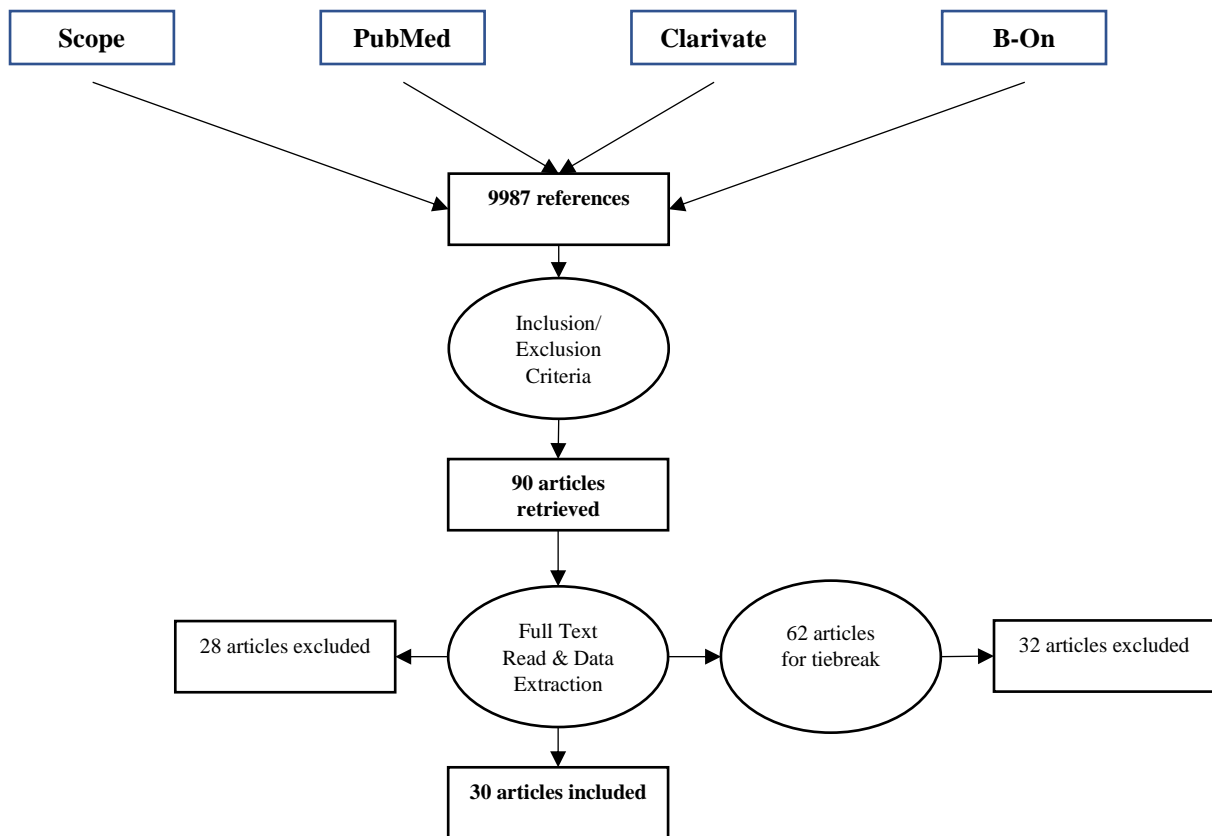 Scope
PubMed
Clarivate
B-On
9987 references
Inclusion/
Exclusion
Criteria
90 articles
retrieved
28 articles excluded
Full Text
Read & Data
Extraction
62 articles
for tiebreak
32 articles excluded
30 articles included